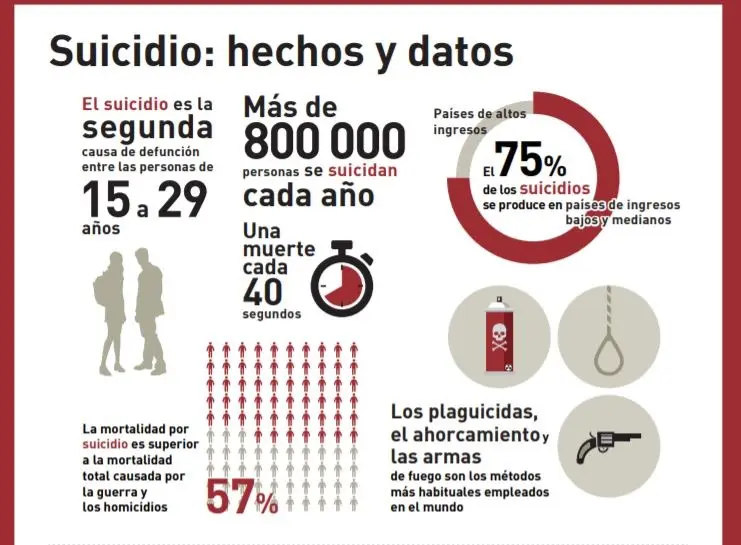 Suicidio: hechos y datos
El suicidio es la
segunda
causa de defunción
entre las personas de
15 a 29
años
Más de
800 000
personas se suicidan
cada año
Una
muerte
cada
40
segundos
Países de altos
ingresos
El 75%
de los suicidios
se produce en países de ingresos
bajos y medianos
La mortalidad por
suicidio es superior
a la mortalidad
total causada por
la guerra y
los homicidios
57%
Los plaguicidas,
el ahorcamiento y
las armas
de fuego son los métodos
más habituales empleados
en el mundo